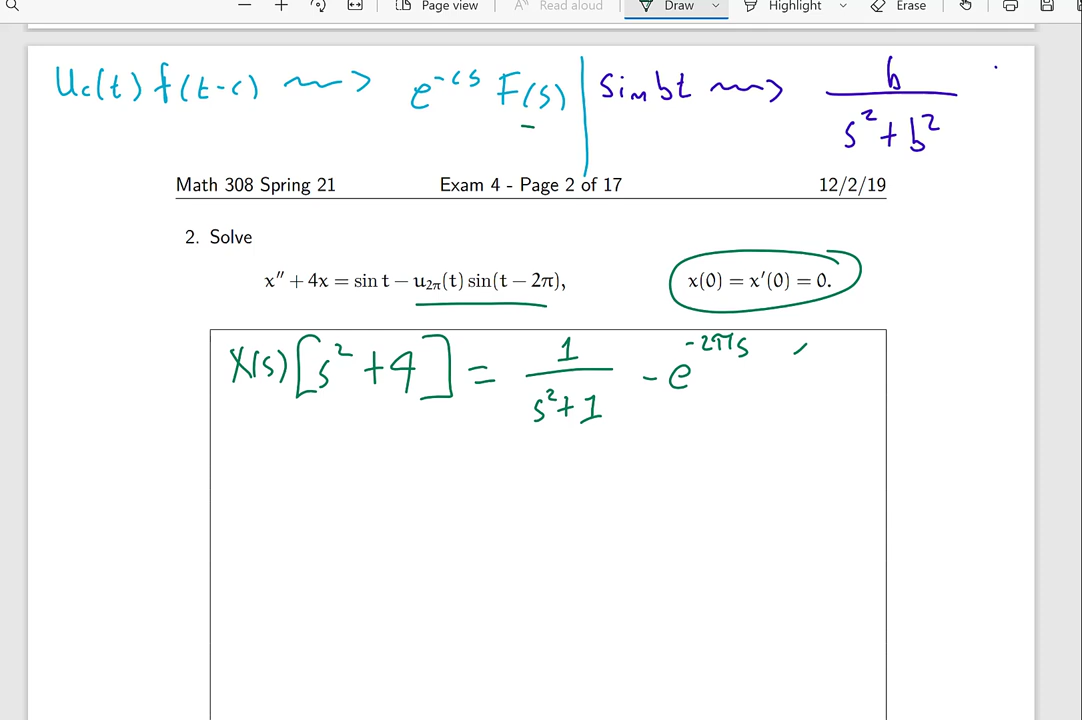 Page view Read aloud Draw Highlight Erase
u_c(t) f(t-c) ⇝ e^{-cs} F(s) | sin bt ⇝ b/(s²+b²)
Math 308 Spring 21 Exam 4 - Page 2 of 17 12/2/19
2. Solve
x″ + 4x = sin t − u₂π(t) sin(t − 2π), x(0) = x′(0) = 0.
X(s)[s²+4] = 1/(s²+1) - e^{-2πs}